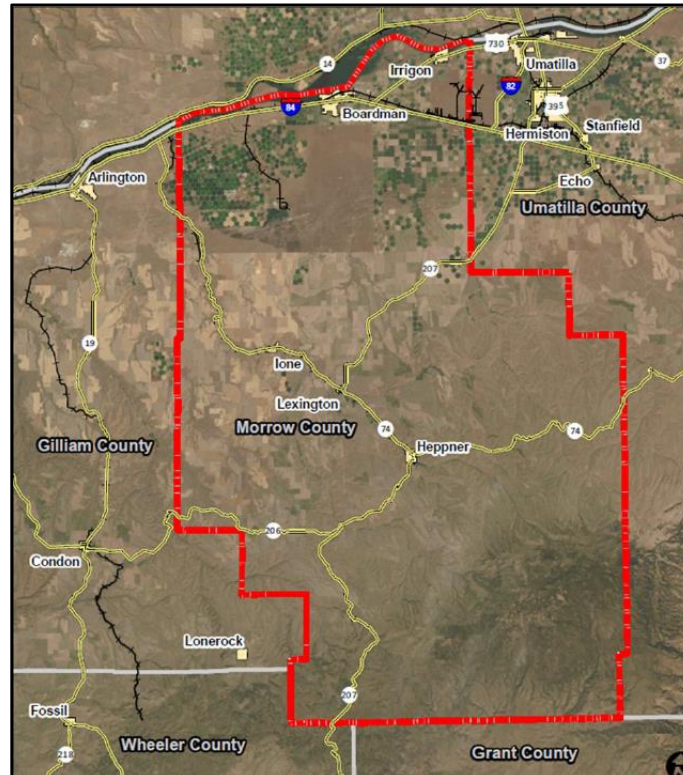 14
730
Umatilla
37
Irrigon
84
82
Boardman
395
Hermiston
Stanfield
Arlington
Echo
Umatilla County
207
19
Ione
Lexington
Gilliam County
Morrow County
74
74
Heppner
206
Condon
Lonerock
207
Fossil
218
Wheeler County
Grant County